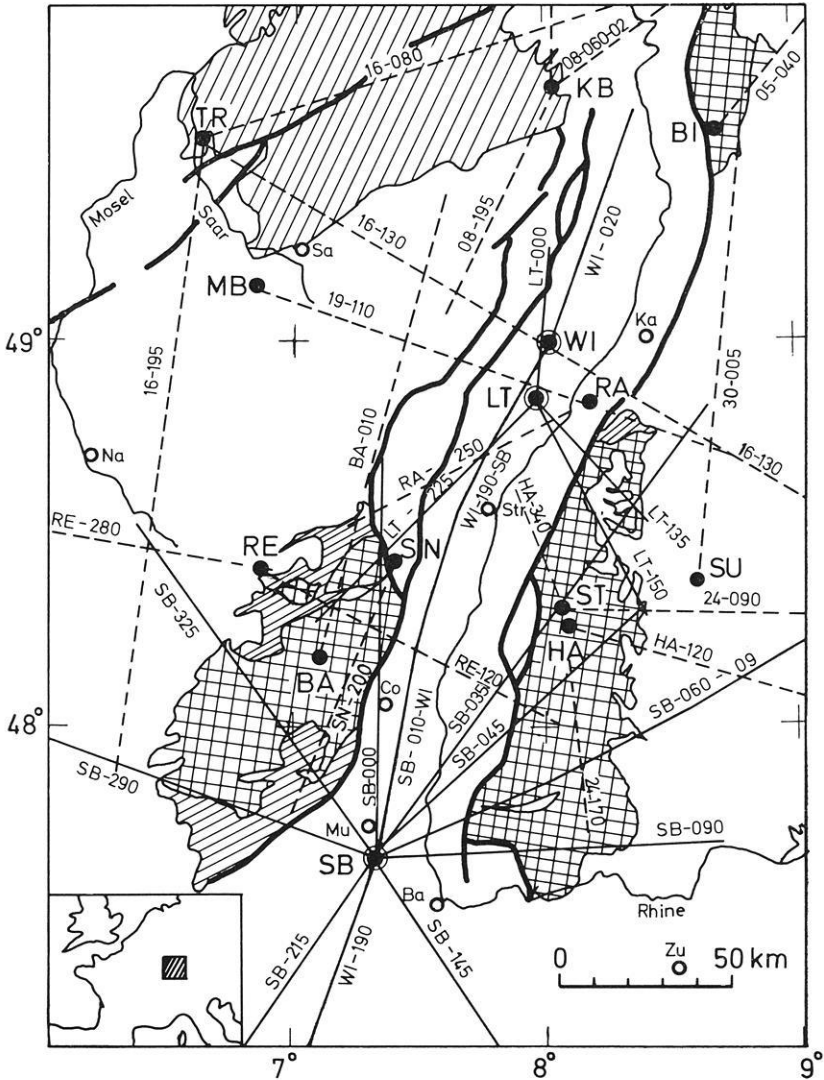 16-080
08-060-02
KB
05-040
TR
BI
Mosel
Saar
16-130
08-195
LT-000
WI-020
Sa
MB
19-110
Ka
49°
WI
16-195
LT
RA
30-005
BA-010
Na
RA-250
LT-225
WI-190-SB
16-130
Str
HA-340
LT-135
RE-280
RE
SN
LT-150
SU
ST
24-090
SB-325
HA
HA-120
BA
SN-200
RE-120
Co
SB-035
SB-060-09
48°
SB-010-WI
SB-045
SB-290
SB-000
24-170
Mu
SB-090
SB
Ba
Rhine
SB-215
WI-190
SB-145
Zu
0 50 km
7°
8°
9°